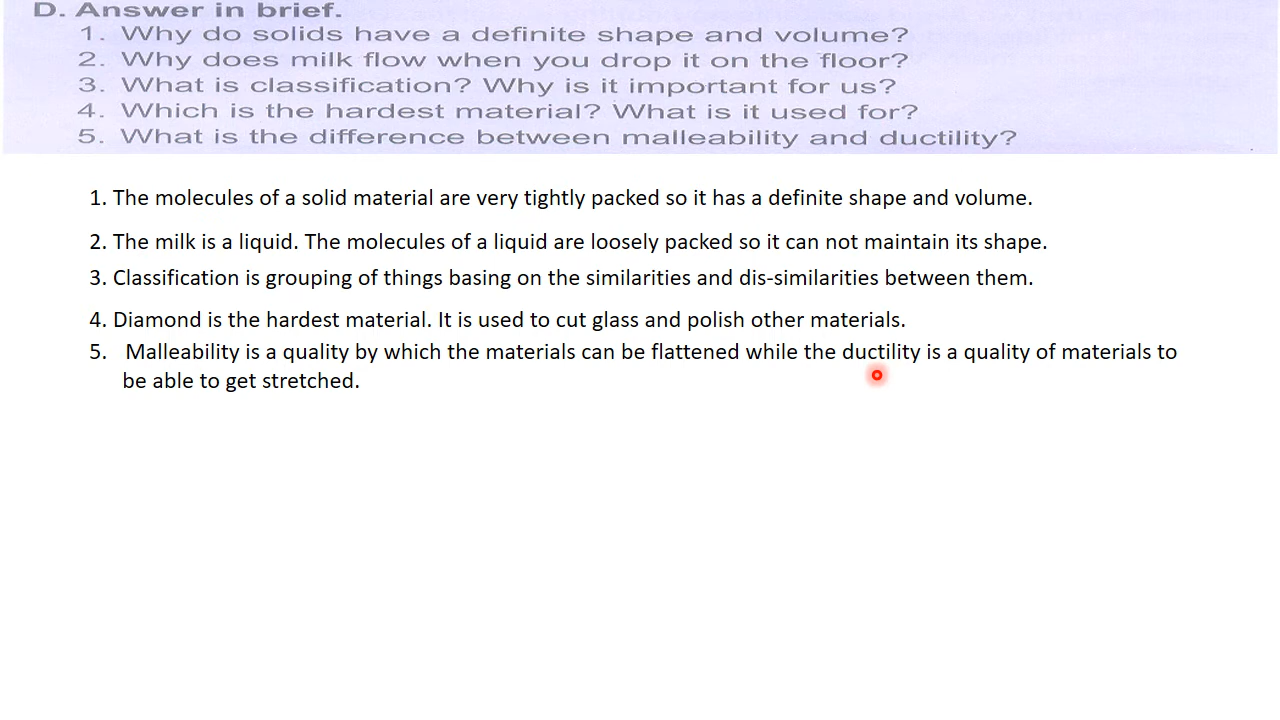 D. Answer in brief.
1. Why do solids have a definite shape and volume?
2. Why does milk flow when you drop it on the floor?
3. What is classification? Why is it important for us?
4. Which is the hardest material? What is it used for?
5. What is the difference between malleability and ductility?
1. The molecules of a solid material are very tightly packed so it has a definite shape and volume.
2. The milk is a liquid. The molecules of a liquid are loosely packed so it can not maintain its shape.
3. Classification is grouping of things basing on the similarities and dis-similarities between them.
4. Diamond is the hardest material. It is used to cut glass and polish other materials.
5. Malleability is a quality by which the materials can be flattened while the ductility is a quality of materials to
be able to get stretched.